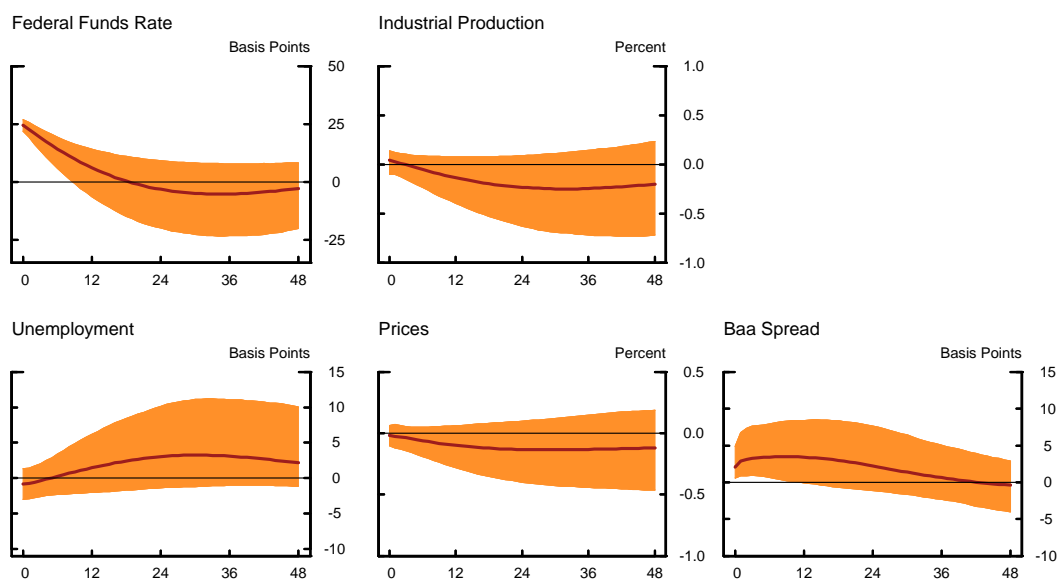 Federal Funds Rate
Basis Points
50
25
0
-25
0 12 24 36 48
Industrial Production
Percent
1.0
0.5
0.0
-0.5
-1.0
0 12 24 36 48
Unemployment
Basis Points
15
10
5
0
-5
-10
0 12 24 36 48
Prices
Percent
0.5
0.0
-0.5
-1.0
0 12 24 36 48
Baa Spread
Basis Points
15
10
5
0
-5
-10
0 12 24 36 48